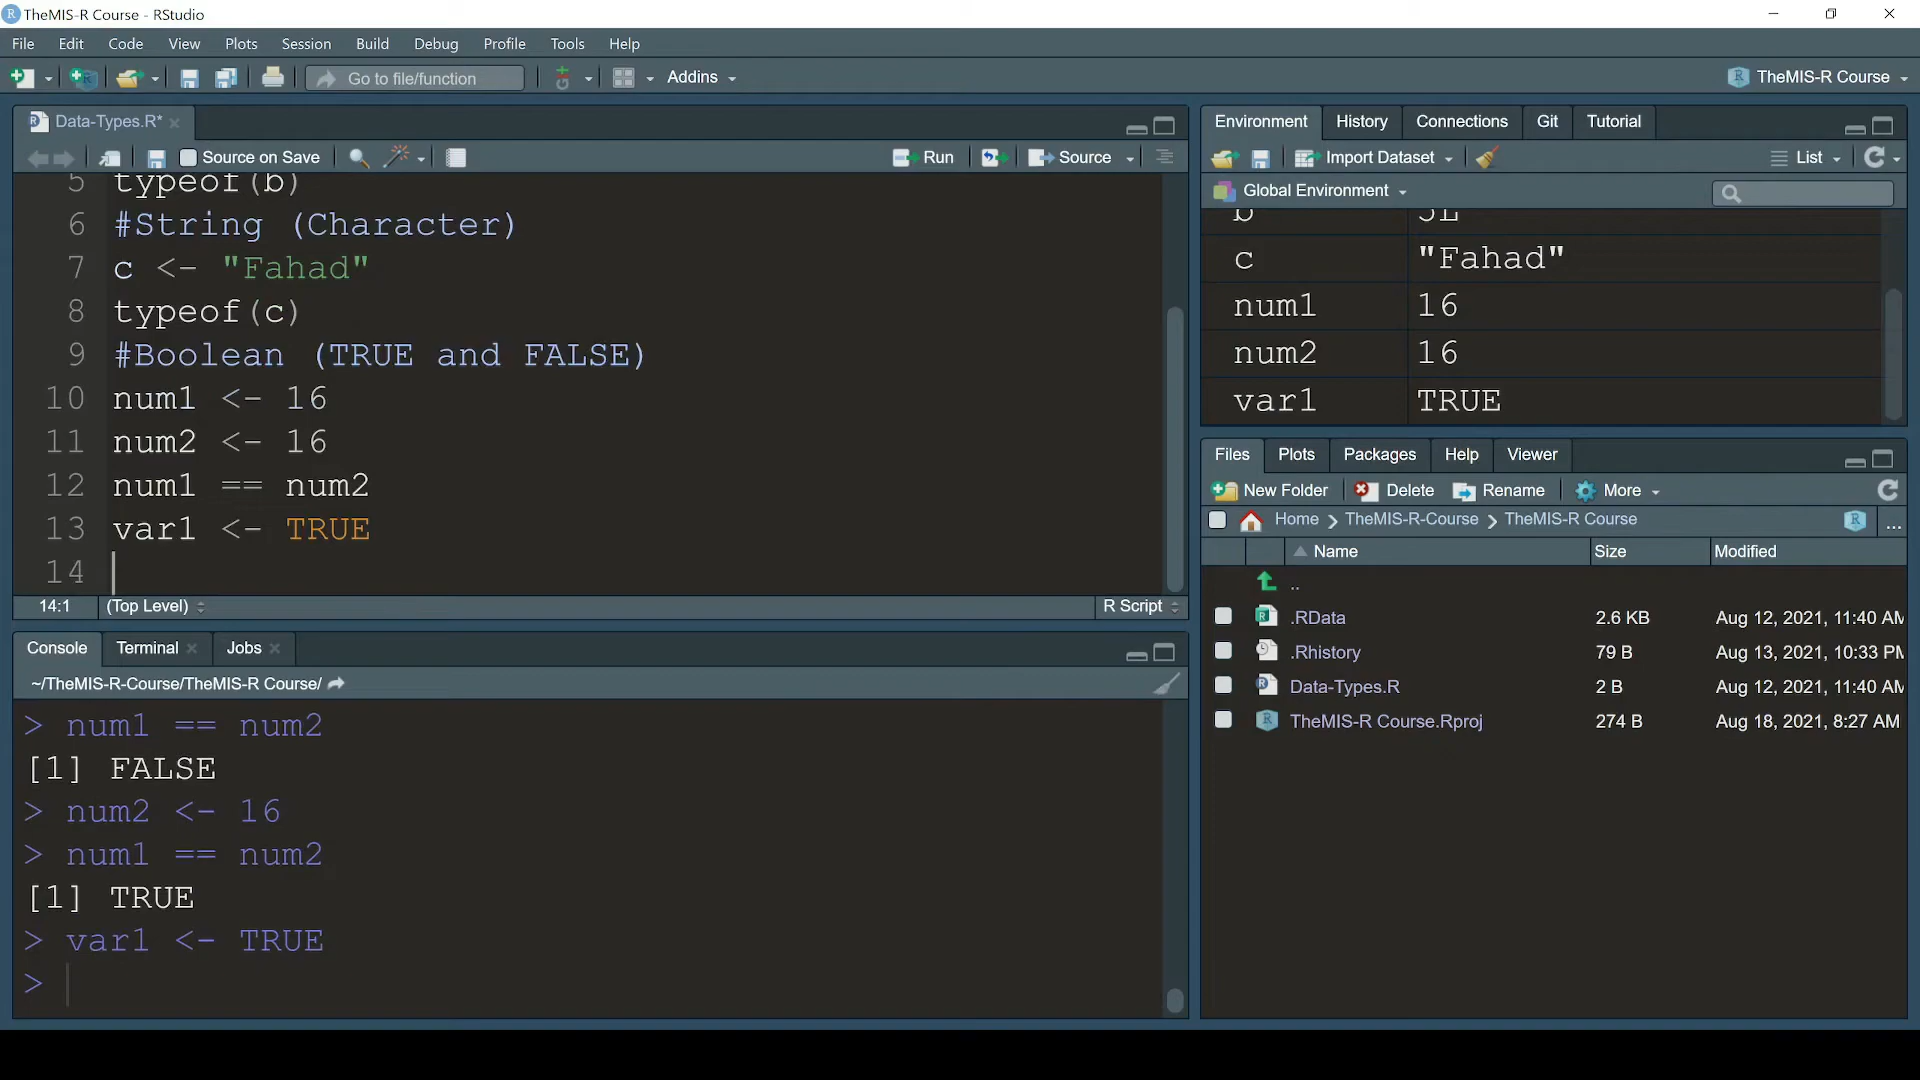 TheMIS-R Course - RStudio
File Edit Code View Plots Session Build Debug Profile Tools Help
Go to file/function Addins TheMIS-R Course
Data-Types.R*
Source on Save Run Source
5 typeof(b)
6 #String (Character)
7 c <- "Fahad"
8 typeof(c)
9 #Boolean (TRUE and FALSE)
10 num1 <- 16
11 num2 <- 16
12 num1 == num2
13 var1 <- TRUE
14
14:1 (Top Level) R Script
Console Terminal Jobs
~/TheMIS-R-Course/TheMIS-R Course/
> num1 == num2
[1] FALSE
> num2 <- 16
> num1 == num2
[1] TRUE
> var1 <- TRUE
>
Environment History Connections Git Tutorial
Import Dataset List
Global Environment
b 5L
c "Fahad"
num1 16
num2 16
var1 TRUE
Files Plots Packages Help Viewer
New Folder Delete Rename More
Home TheMIS-R-Course TheMIS-R Course ...
Name Size Modified
..
.RData 2.6 KB Aug 12, 2021, 11:40 AM
.Rhistory 79 B Aug 13, 2021, 10:33 PM
Data-Types.R 2 B Aug 12, 2021, 11:40 AM
TheMIS-R Course.Rproj 274 B Aug 18, 2021, 8:27 AM